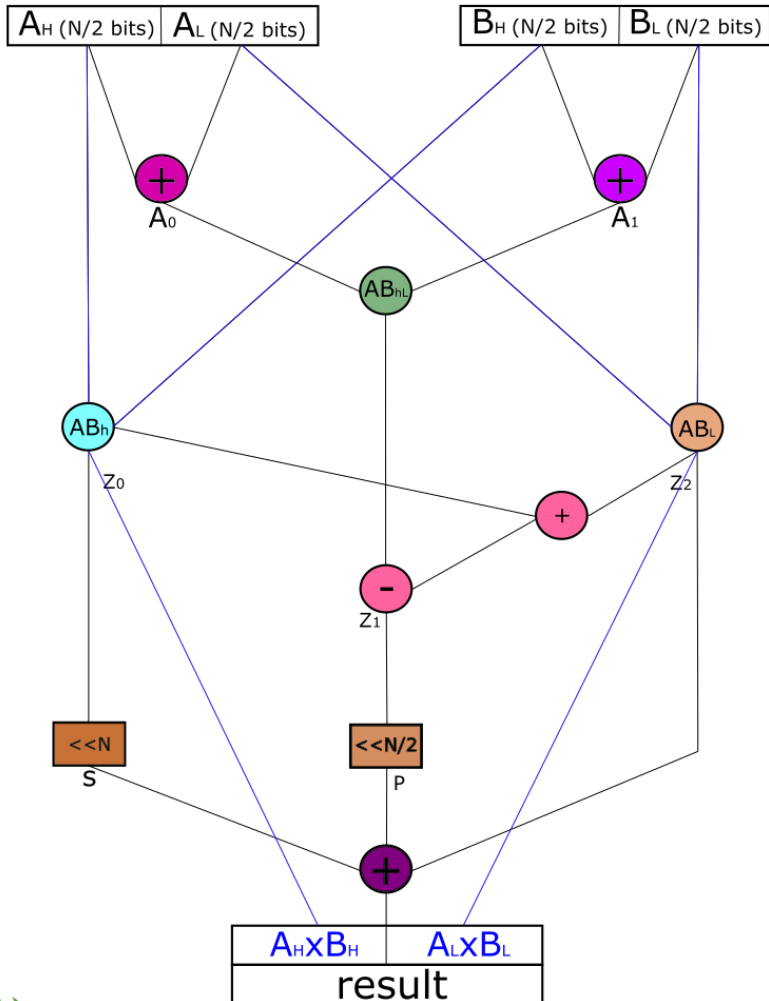 AH (N/2 bits) AL (N/2 bits) BH (N/2 bits) BL (N/2 bits)
+ +
A0 A1
ABhL
ABh ABL
Z0 Z2
+
-
Z1
<<N <<N/2
S P
+
AHxBH ALxBL
result